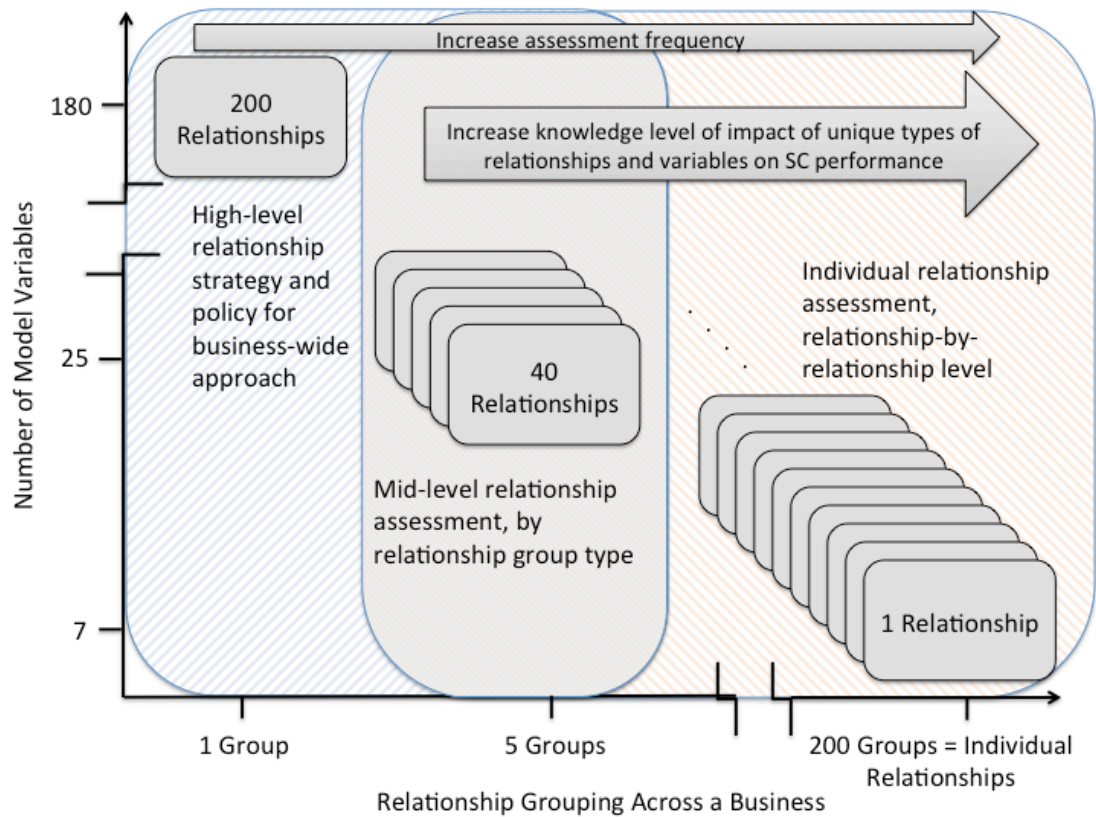 Increase assessment frequency
180
200
Relationships
Increase knowledge level of impact of unique types of
relationships and variables on SC performance
High-level
relationship
strategy and
policy for
business-wide
approach
Individual relationship
assessment,
relationship-by-
relationship level
Number of Model Variables
25
40
Relationships
Mid-level relationship
assessment, by
relationship group type
7
1 Relationship
1 Group
5 Groups
200 Groups = Individual
Relationships
Relationship Grouping Across a Business